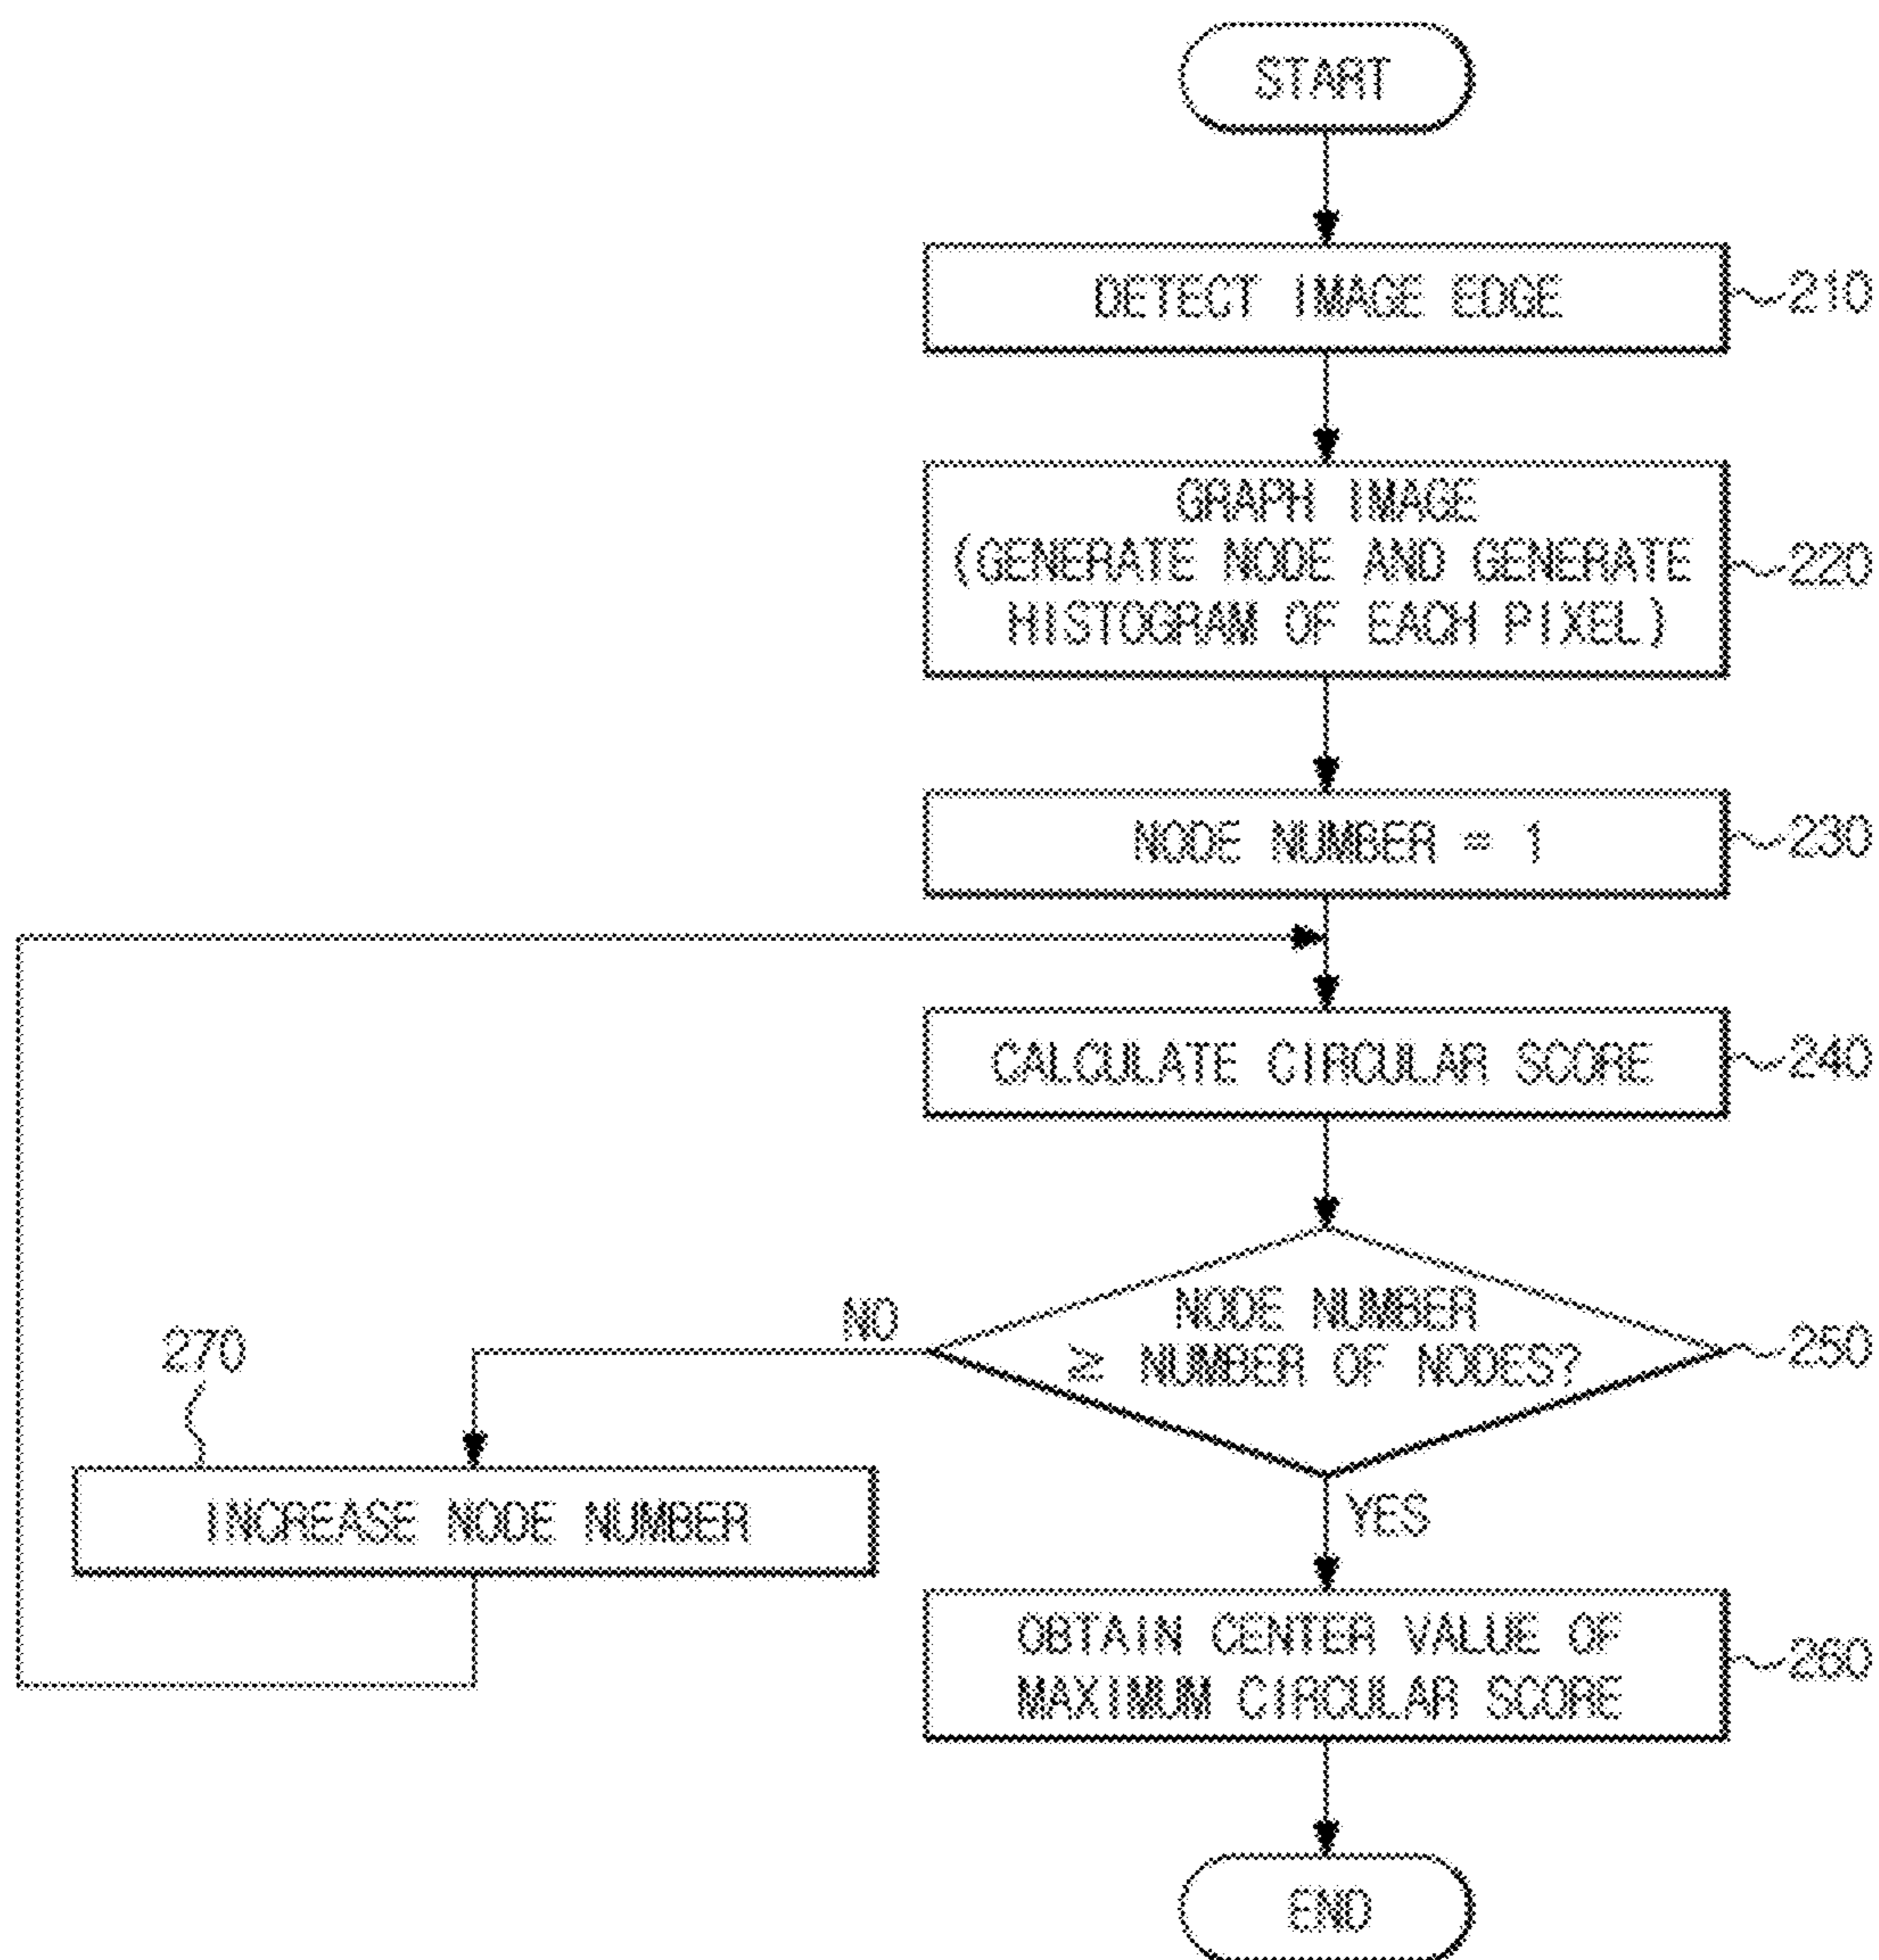 START
DETECT IMAGE EDGE
210
GRAPH IMAGE
(GENERATE NODE AND GENERATE
HISTOGRAM OF EACH PIXEL)
220
NODE NUMBER = 1
230
CALCULATE CIRCULAR SCORE
240
NODE NUMBER
≥ NUMBER OF NODES?
250
NO
270
INCREASE NODE NUMBER
YES
OBTAIN CENTER VALUE OF
MAXIMUM CIRCULAR SCORE
260
END